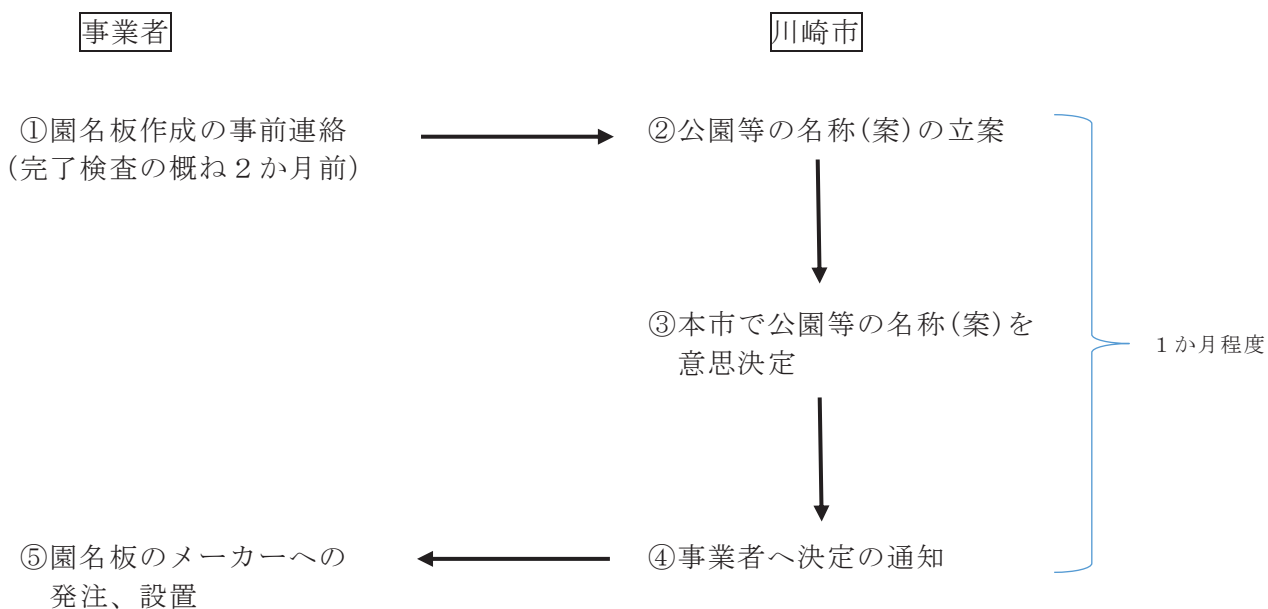 事業者
川崎市
①園名板作成の事前連絡
(完了検査の概ね２か月前)
②公園等の名称(案)の立案
③本市で公園等の名称(案)を
意思決定
１か月程度
④事業者へ決定の通知
⑤園名板のメーカーへの
発注、設置